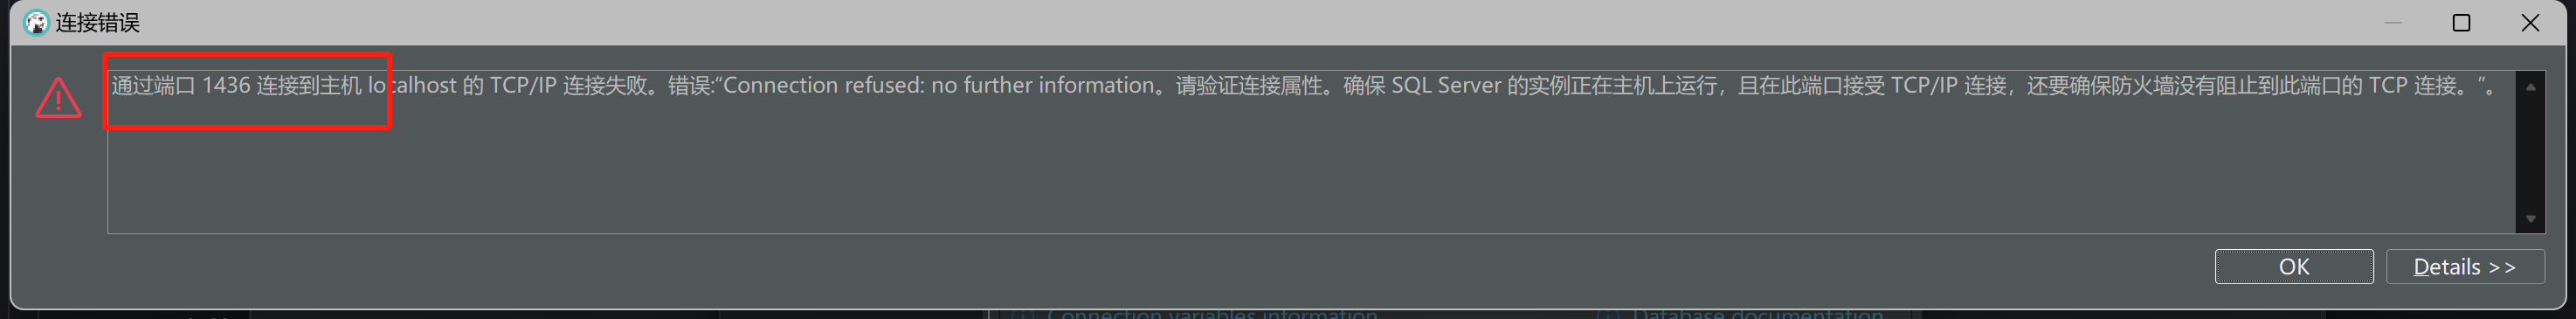 连接错误
通过端口 1436 连接到主机 localhost 的 TCP/IP 连接失败。错误:“Connection refused: no further information。请验证连接属性。确保 SQL Server 的实例正在主机上运行，且在此端口接受 TCP/IP 连接，还要确保防火墙没有阻止到此端口的 TCP 连接。”。
OK
Details >>
Connection variables information
Database documentation